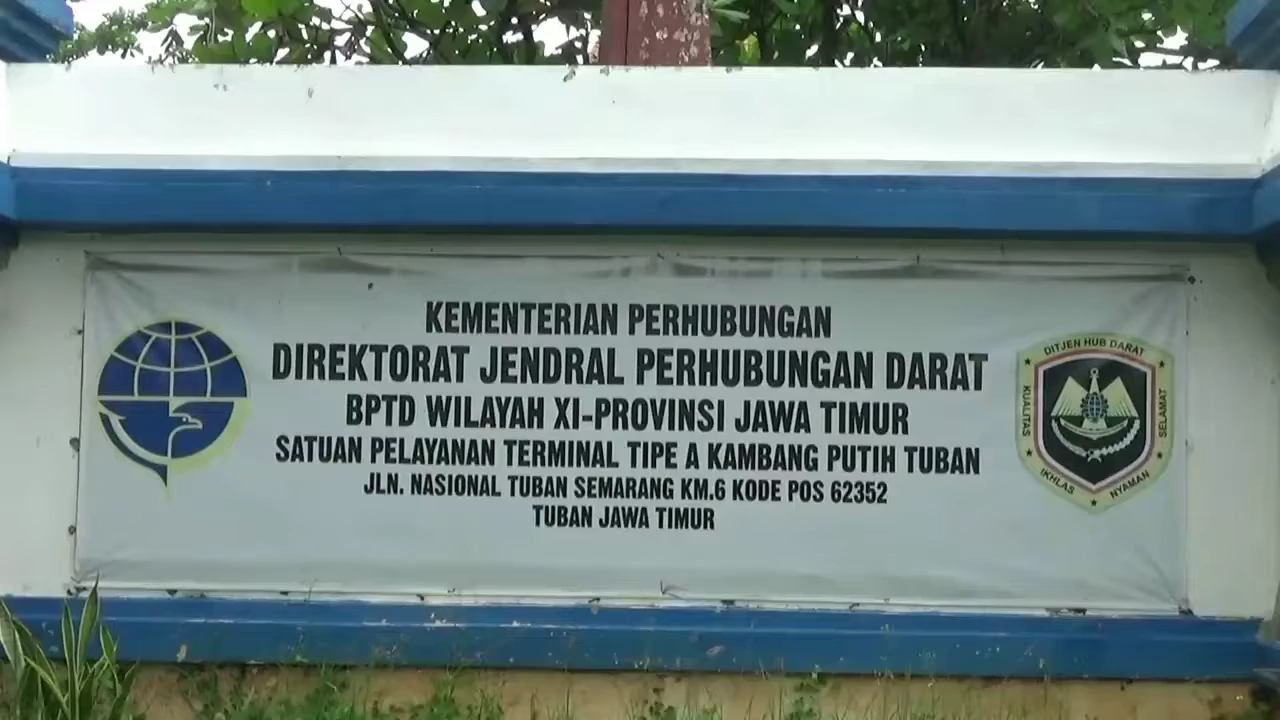 KEMENTERIAN PERHUBUNGAN
DIREKTORAT JENDRAL PERHUBUNGAN DARAT
BPTD WILAYAH XI-PROVINSI JAWA TIMUR
SATUAN PELAYANAN TERMINAL TIPE A KAMBANG PUTIH TUBAN
JLN. NASIONAL TUBAN SEMARANG KM.6 KODE POS 62352
TUBAN JAWA TIMUR
DITJEN HUB DARAT
KUALITAS
SELAMAT
IKHLAS
NYAMAN